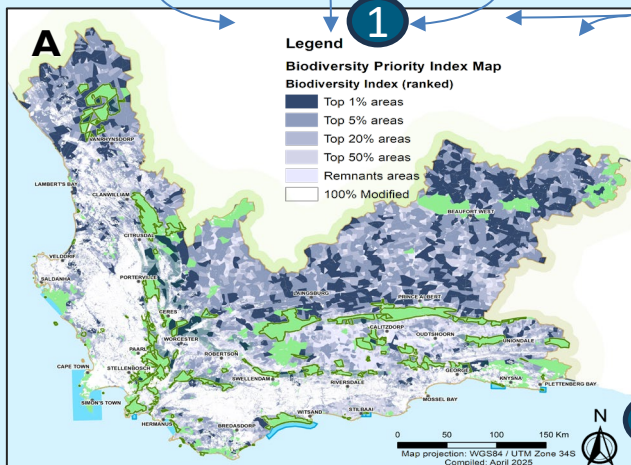 1
A
Legend
Biodiversity Priority Index Map
Biodiversity Index (ranked)
Top 1% areas
Top 5% areas
Top 20% areas
Top 50% areas
Remnants areas
100% Modified
VANRHYNSDORP
LAMBERT'S BAY
CLANWILLIAM
BEAUFORT WEST
CITRUSDAL
VELDDRIF
SALDANHA
PORTERVILLE
LAINGSBURG
PRINCE ALBERT
CERES
CALITZDORP
OUDTSHOORN
UNIONDALE
WORCESTER
PAARL
ROBERTSON
CAPE TOWN
STELLENBOSCH
SWELLENDAM
RIVERSDALE
GEORGE
KNYSNA
PLETTENBERG BAY
SIMON'S TOWN
MOSSEL BAY
HERMANUS
BREDASDORP
WITSAND
STILBAAI
N
0 50 100 150 Km
Map projection: WGS84 / UTM Zone 34S
Compiled: April 2025